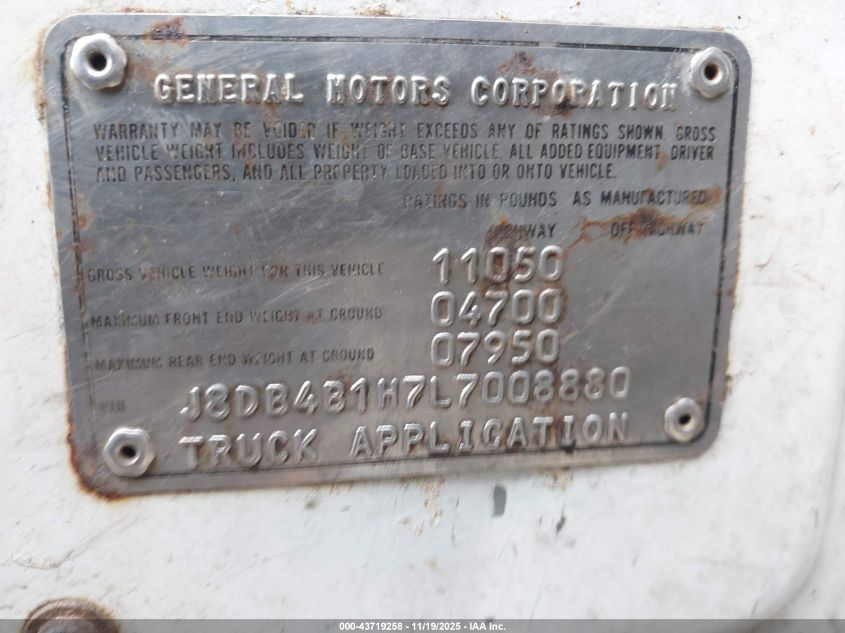 GENERAL MOTORS CORPORATION
WARRANTY MAY BE VOIDED IF WEIGHT EXCEEDS ANY OF RATINGS SHOWN. GROSS
VEHICLE WEIGHT INCLUDES WEIGHT OF BASE VEHICLE, ALL ADDED EQUIPMENT, DRIVER
AND PASSENGERS, AND ALL PROPERTY LOADED INTO OR ONTO VEHICLE.
RATINGS IN POUNDS AS MANUFACTURED
HIGHWAY OFF HIGHWAY
GROSS VEHICLE WEIGHT FOR THIS VEHICLE 11050
MAXIMUM FRONT END WEIGHT AT GROUND 04700
MAXIMUM REAR END WEIGHT AT GROUND 07950
VIN J8DB4B1H7L7008880
TRUCK APPLICATION
000-43719258 - 11/19/2025 - IAA Inc.